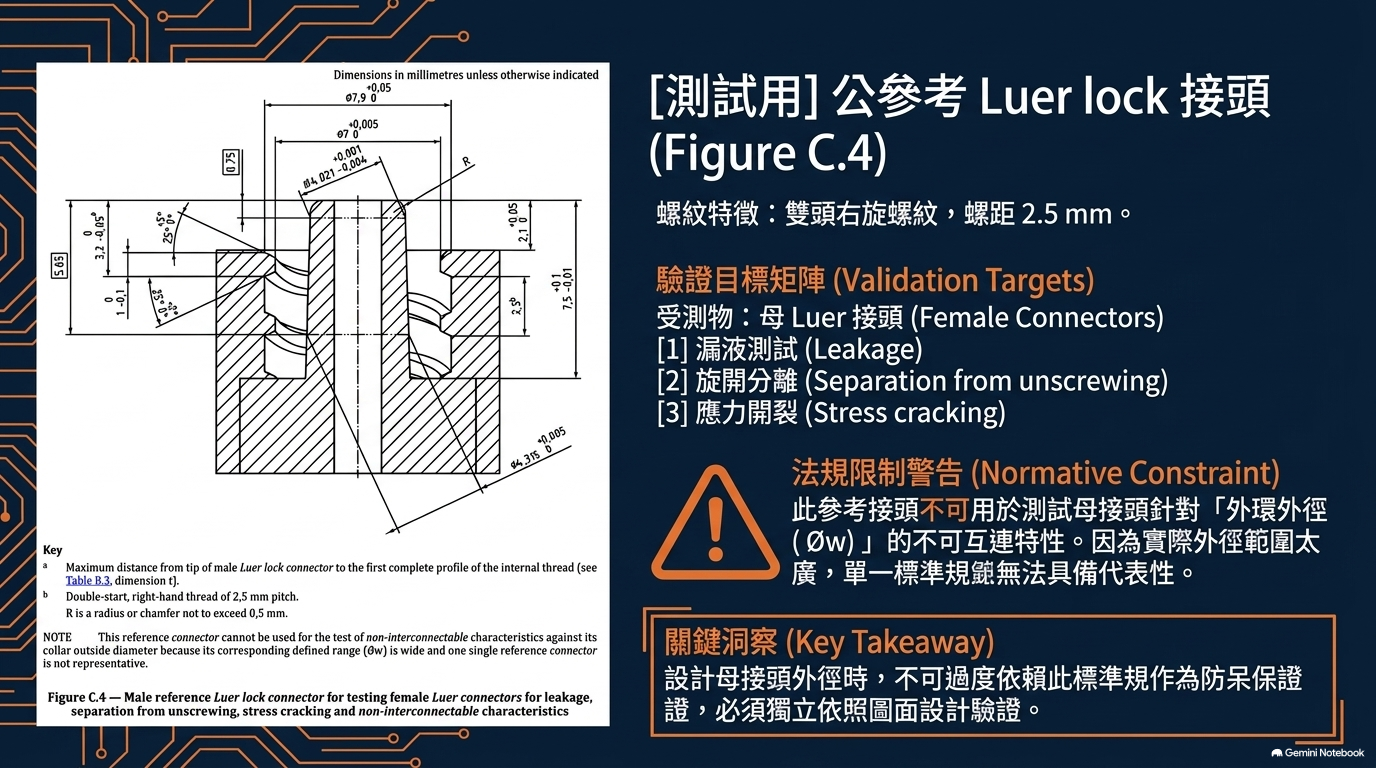 Dimensions in millimetres unless otherwise indicated
+0,05
ø7,9 0
+0,005
ø7 0
+0,001
ø4,021 -0,004
R
0,75
0
3,2 -0,05ᵃ
25° +5° 0°
5,65
0
1 -0,1
+0,05
2,1 0
2,5ᵇ
+0,1
7,5 -0,01
+0,005
ø4,315 0
Key
a Maximum distance from tip of male Luer lock connector to the first complete profile of the internal thread (see
Table B.3, dimension t).
b Double-start, right-hand thread of 2,5 mm pitch.
R is a radius or chamfer not to exceed 0,5 mm.
NOTE This reference connector cannot be used for the test of non-interconnectable characteristics against its
collar outside diameter because its corresponding defined range (Øw) is wide and one single reference connector
is not representative.
Figure C.4 — Male reference Luer lock connector for testing female Luer connectors for leakage,
separation from unscrewing, stress cracking and non-interconnectable characteristics
[測試用] 公參考 Luer lock 接頭
(Figure C.4)
螺紋特徵：雙頭右旋螺紋，螺距 2.5 mm。
驗證目標矩陣 (Validation Targets)
受測物：母 Luer 接頭 (Female Connectors)
[1] 漏液測試 (Leakage)
[2] 旋開分離 (Separation from unscrewing)
[3] 應力開裂 (Stress cracking)
法規限制警告 (Normative Constraint)
此參考接頭不可用於測試母接頭針對「外環外徑
( Øw) 」的不可互連特性。因為實際外徑範圍太
廣，單一標準規無法具備代表性。
關鍵洞察 (Key Takeaway)
設計母接頭外徑時，不可過度依賴此標準規作為防呆保證
證，必須獨立依照圖面設計驗證。
Gemini Notebook